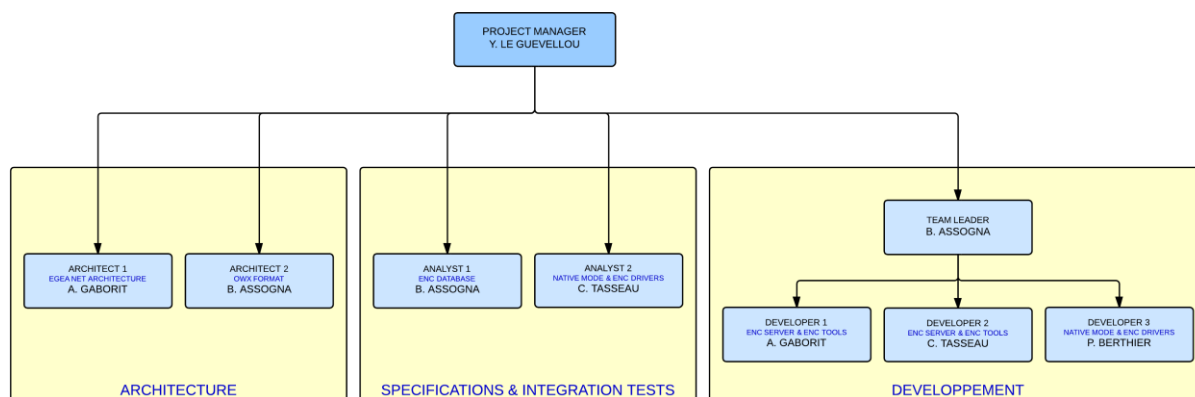 PROJECT MANAGER
Y. LE GUEVELLOU
TEAM LEADER
B. ASSOGNA
ARCHITECT 1
EGEA NET ARCHITECTURE
A. GABORIT
ARCHITECT 2
OWX FORMAT
B. ASSOGNA
ANALYST 1
ENC DATABASE
B. ASSOGNA
ANALYST 2
NATIVE MODE & ENC DRIVERS
C. TASSEAU
DEVELOPER 1
ENC SERVER & ENC TOOLS
A. GABORIT
DEVELOPER 2
ENC SERVER & ENC TOOLS
C. TASSEAU
DEVELOPER 3
NATIVE MODE & ENC DRIVERS
P. BERTHIER
ARCHITECTURE
SPECIFICATIONS & INTEGRATION TESTS
DEVELOPPEMENT